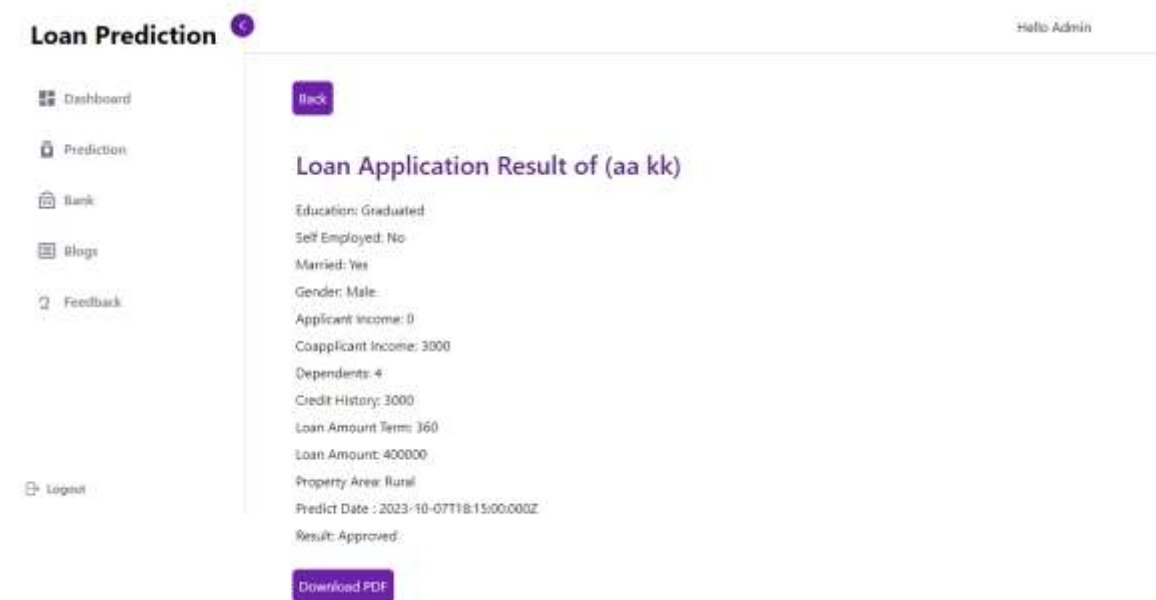 Loan Prediction
Hello Admin
Dashboard
Prediction
Bank
Blogs
Feedback
Logout
Back
Loan Application Result of (aa kk)
Education: Graduated
Self Employed: No
Married: Yes
Gender: Male
Applicant Income: 0
Coapplicant Income: 3000
Dependents: 4
Credit History: 3000
Loan Amount Term: 360
Loan Amount: 400000
Property Area: Rural
Predict Date : 2023-10-07T18:15:00.000Z
Result: Approved
Download PDF